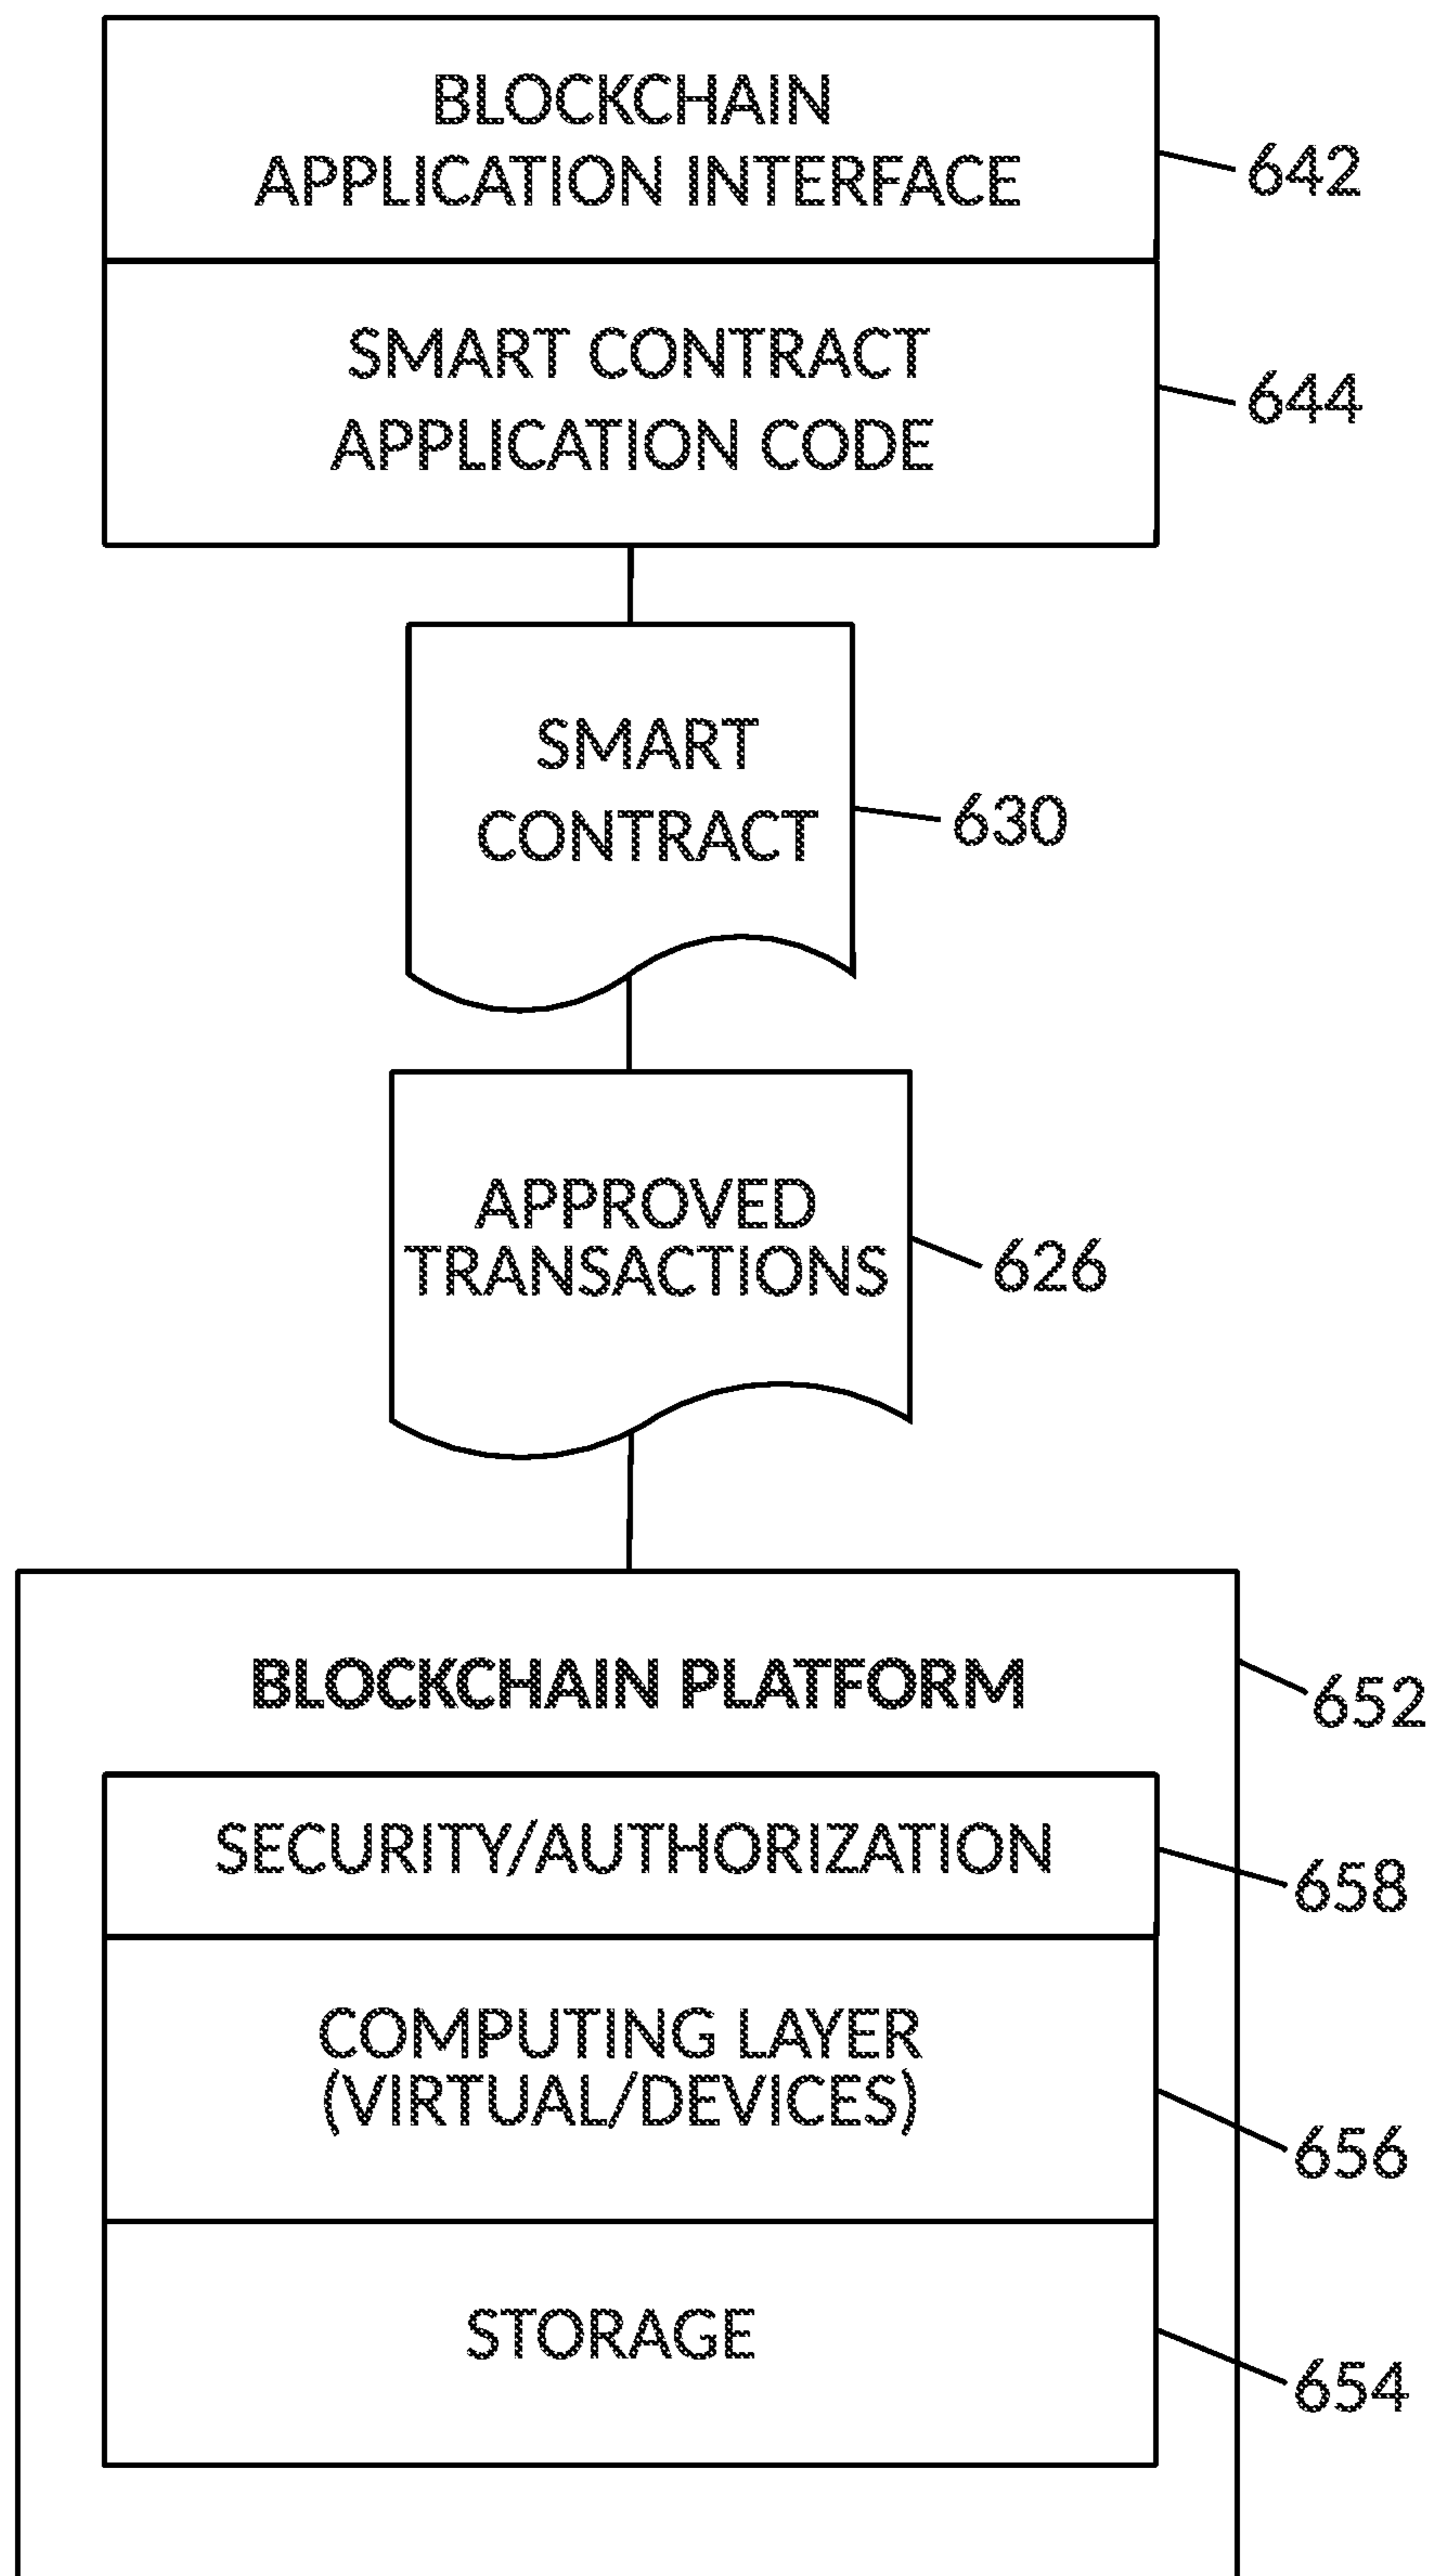 BLOCKCHAIN
APPLICATION INTERFACE
642
SMART CONTRACT
APPLICATION CODE
644
SMART
CONTRACT
630
APPROVED
TRANSACTIONS
626
BLOCKCHAIN PLATFORM
652
SECURITY/AUTHORIZATION
658
COMPUTING LAYER
(VIRTUAL/DEVICES)
656
STORAGE
654